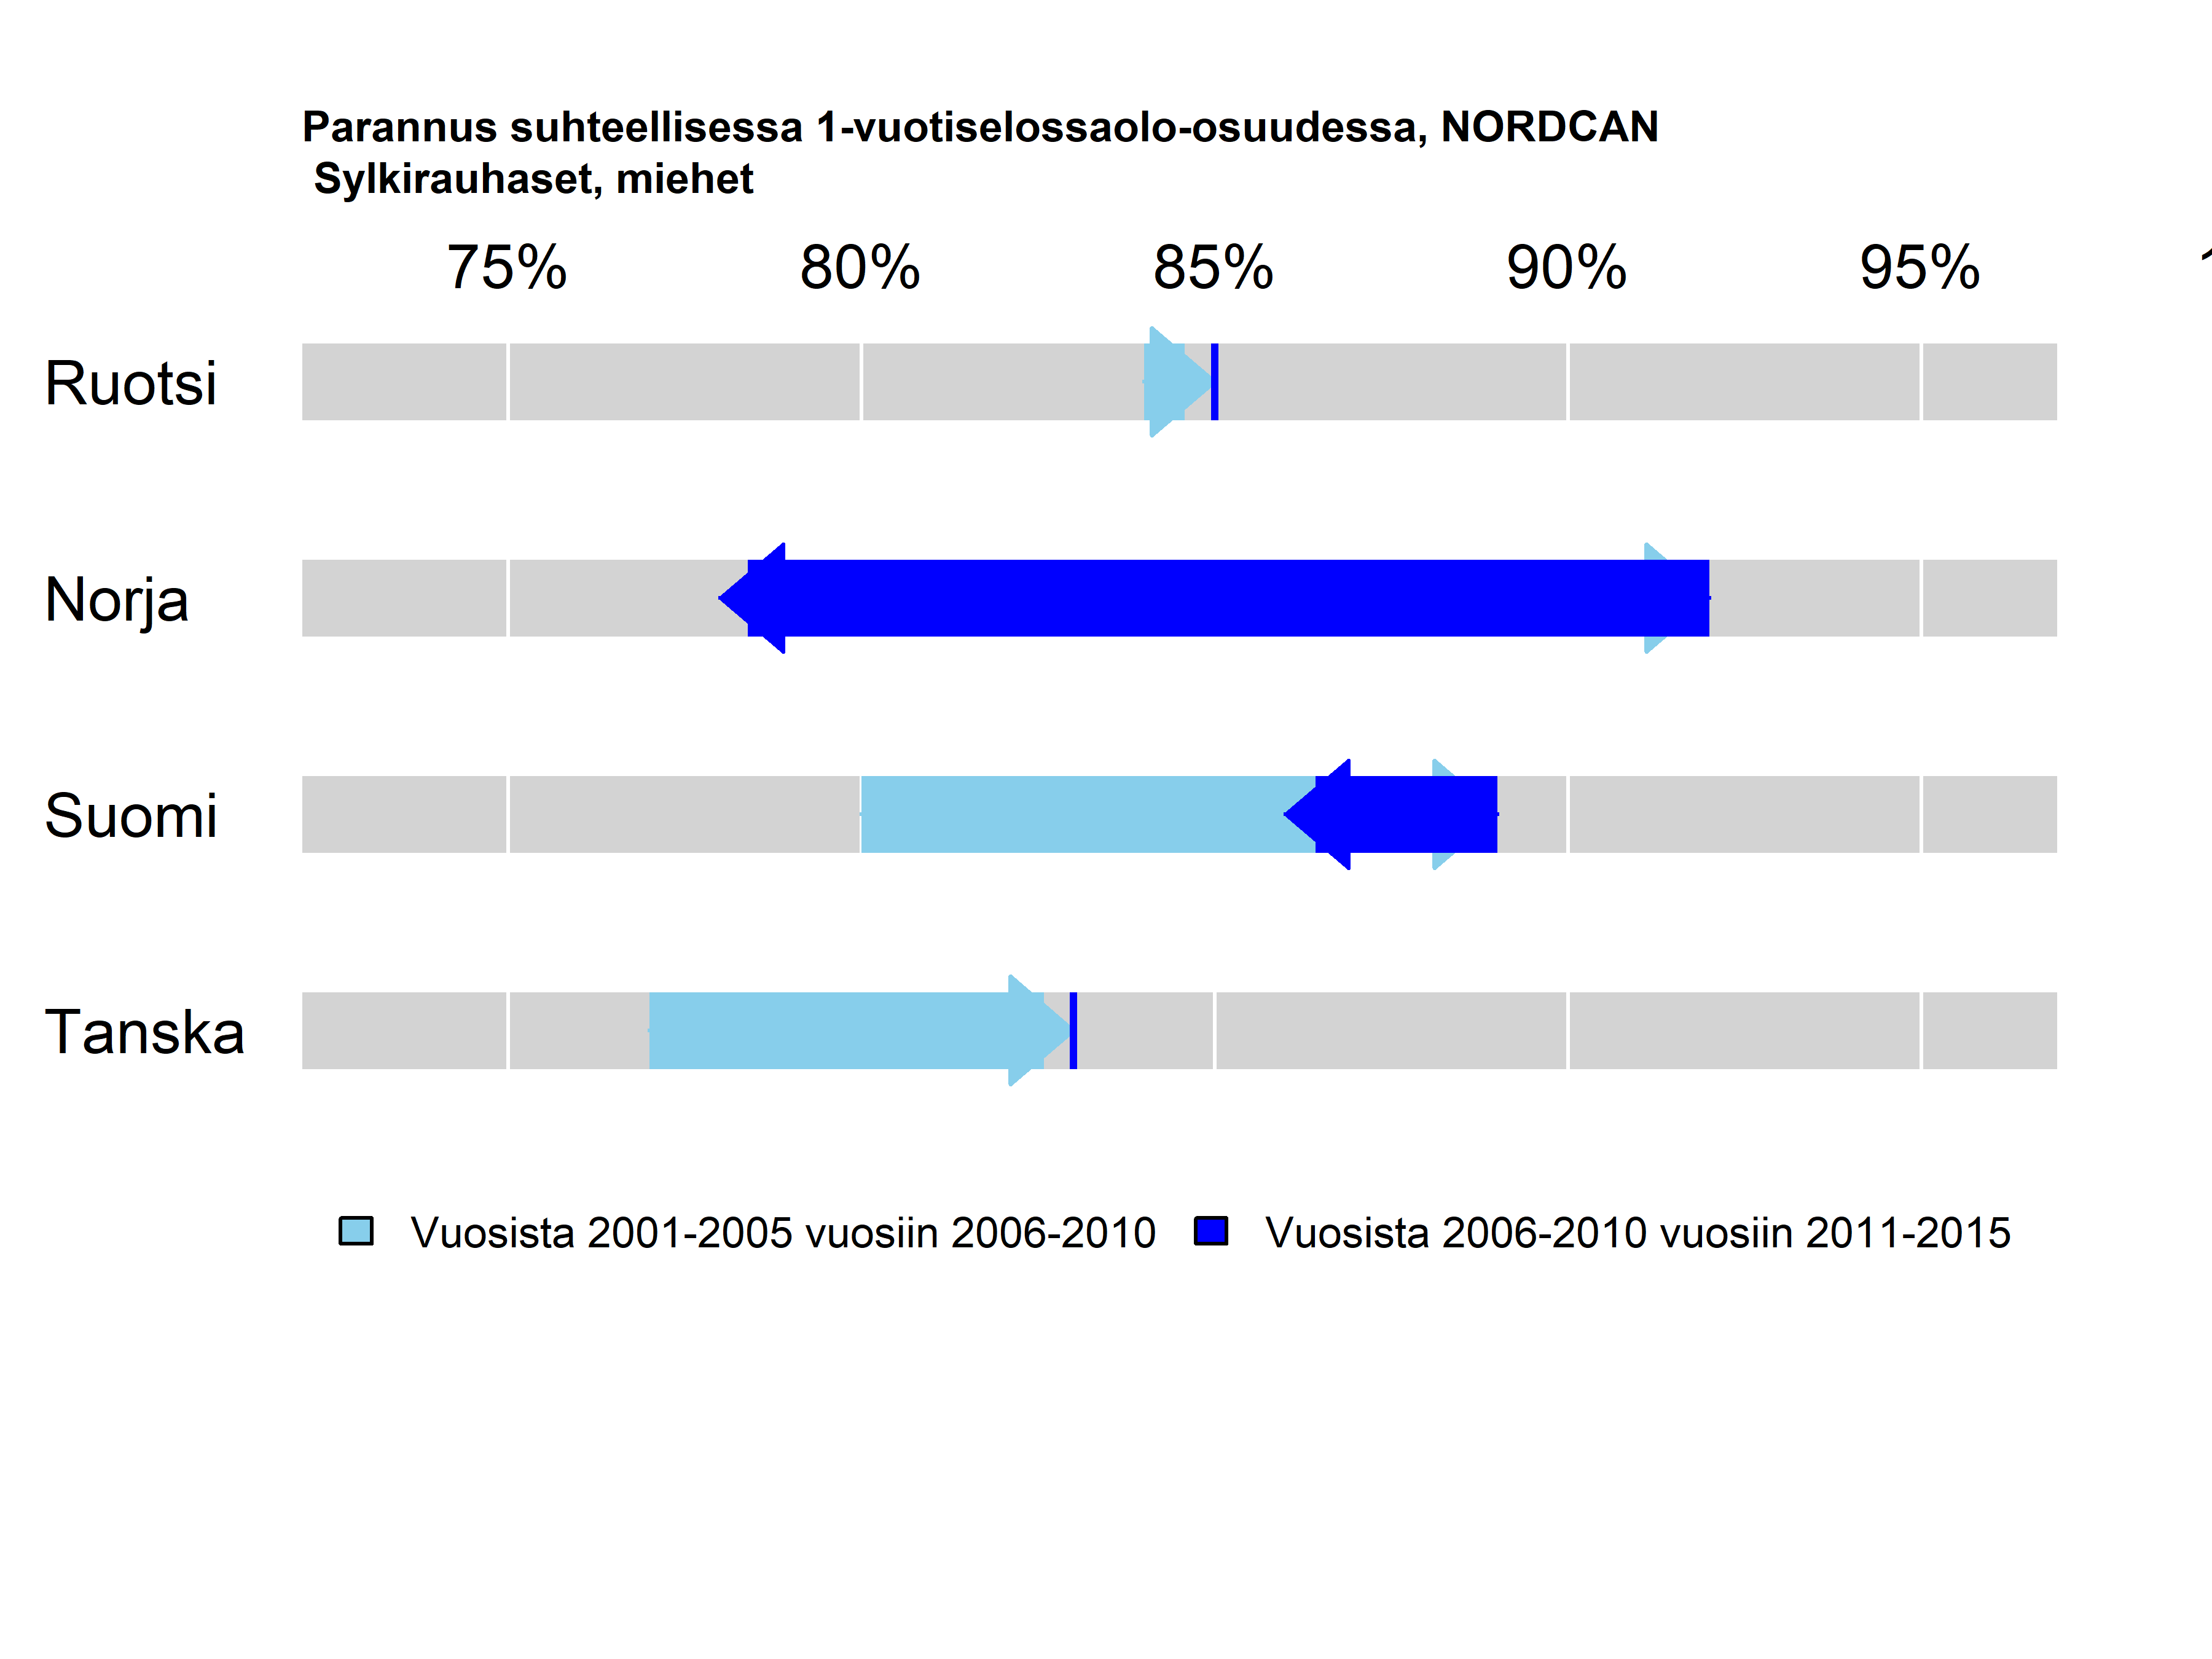 Parannus suhteellisessa 1-vuotiselossaolo-osuudessa, NORDCAN
Sylkirauhaset, miehet
75% 80% 85% 90% 95%
Ruotsi
Norja
Suomi
Tanska
Vuosista 2001-2005 vuosiin 2006-2010 Vuosista 2006-2010 vuosiin 2011-2015